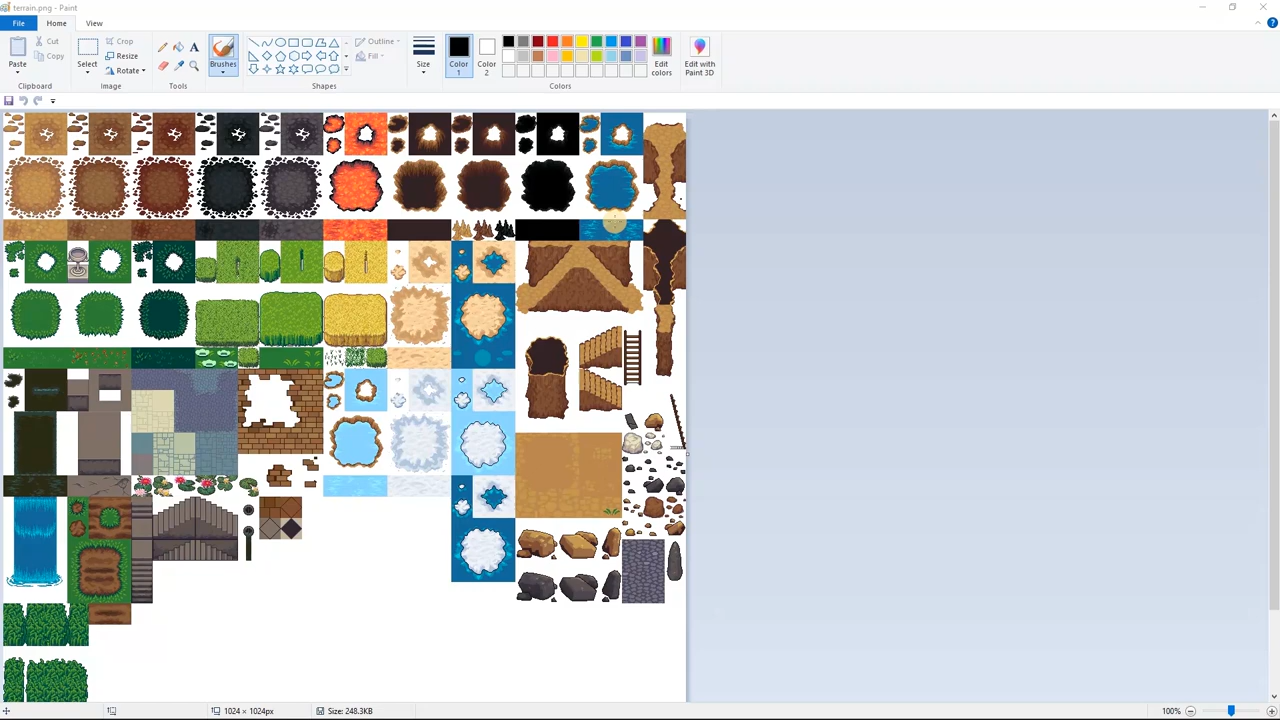 terrain.png - Paint
File Home View
Paste Cut Copy Clipboard
Select Crop Resize Rotate Image
Tools
Brushes
Shapes Outline Fill
Size
Color 1 Color 2 Colors
Edit colors
Edit with Paint 3D
1024 × 1024px Size: 248.3KB 100%